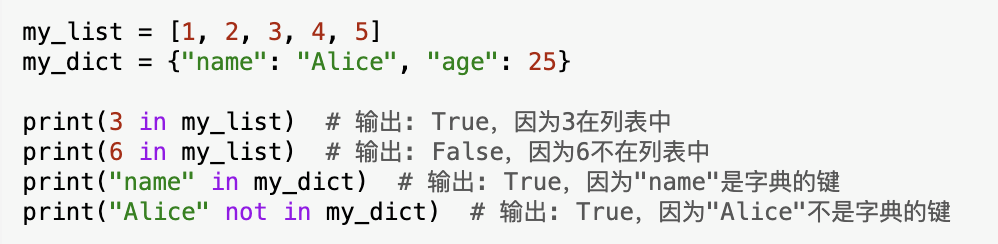 my_list = [1, 2, 3, 4, 5]
my_dict = {"name": "Alice", "age": 25}

print(3 in my_list)  # 输出: True，因为3在列表中
print(6 in my_list)  # 输出: False，因为6不在列表中
print("name" in my_dict)  # 输出: True，因为"name"是字典的键
print("Alice" not in my_dict)  # 输出: True，因为"Alice"不是字典的键